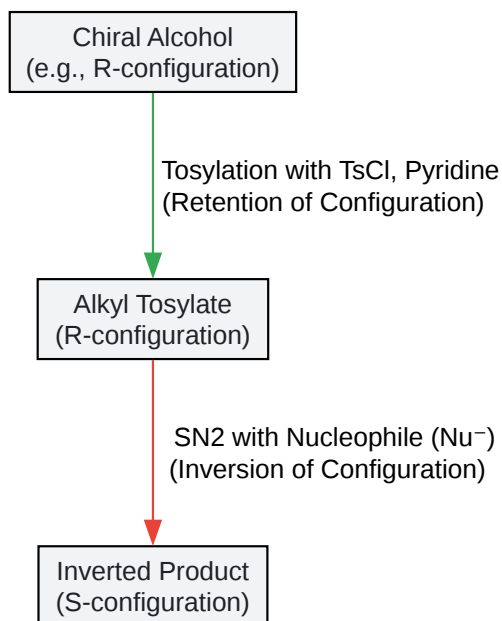 Chiral Alcohol
(e.g., R-configuration)
Tosylation with TsCl, Pyridine
(Retention of Configuration)
Alkyl Tosylate
(R-configuration)
SN2 with Nucleophile (Nu⁻)
(Inversion of Configuration)
Inverted Product
(S-configuration)